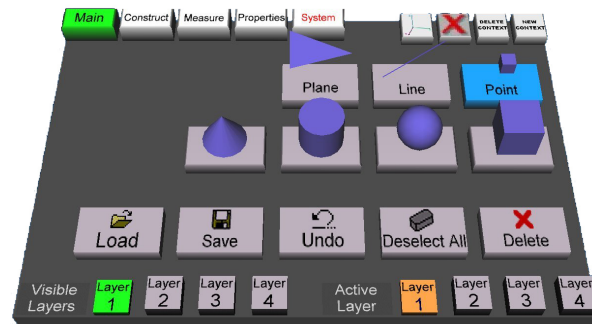 Main Construct Measure Properties System DELETE CONTEXT NEW CONTEXT
Plane Line Point
Load Save Undo Deselect All Delete
Visible Layers Layer 1 Layer 2 Layer 3 Layer 4 Active Layer Layer 1 Layer 2 Layer 3 Layer 4